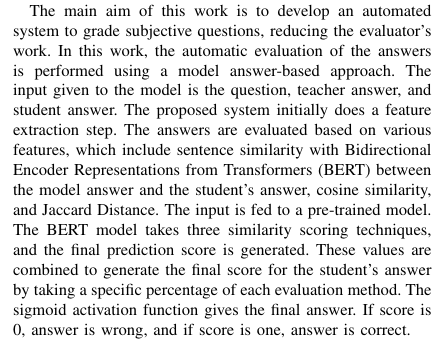 The main aim of this work is to develop an automated
system to grade subjective questions, reducing the evaluator's
work. In this work, the automatic evaluation of the answers
is performed using a model answer-based approach. The
input given to the model is the question, teacher answer, and
student answer. The proposed system initially does a feature
extraction step. The answers are evaluated based on various
features, which include sentence similarity with Bidirectional
Encoder Representations from Transformers (BERT) between
the model answer and the student's answer, cosine similarity,
and Jaccard Distance. The input is fed to a pre-trained model.
The BERT model takes three similarity scoring techniques,
and the final prediction score is generated. These values are
combined to generate the final score for the student's answer
by taking a specific percentage of each evaluation method. The
sigmoid activation function gives the final answer. If score is
0, answer is wrong, and if score is one, answer is correct.